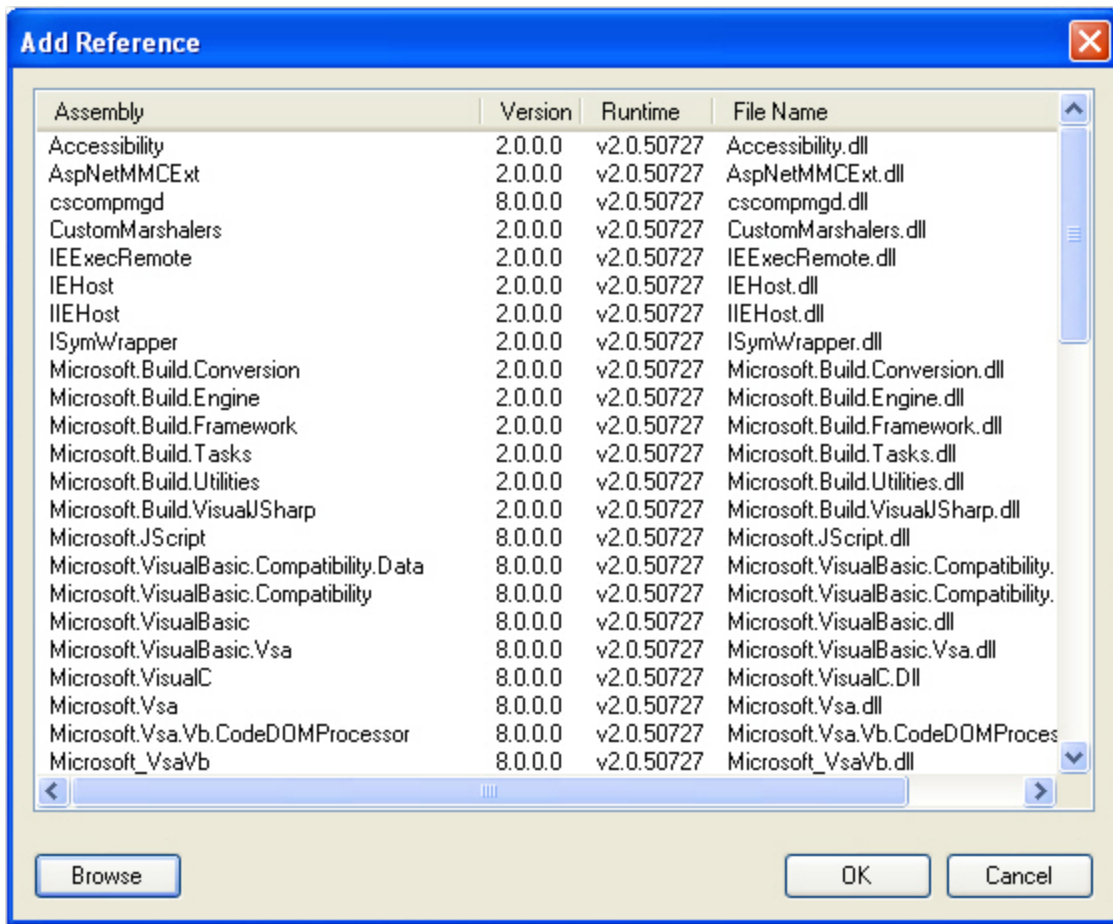 Add Reference
Assembly Version Runtime File Name
Accessibility 2.0.0.0 v2.0.50727 Accessibility.dll
AspNetMMCExt 2.0.0.0 v2.0.50727 AspNetMMCExt.dll
cscompmgd 8.0.0.0 v2.0.50727 cscompmgd.dll
CustomMarshalers 2.0.0.0 v2.0.50727 CustomMarshalers.dll
IEExecRemote 2.0.0.0 v2.0.50727 IEExecRemote.dll
IEHost 2.0.0.0 v2.0.50727 IEHost.dll
IIEHost 2.0.0.0 v2.0.50727 IIEHost.dll
ISymWrapper 2.0.0.0 v2.0.50727 ISymWrapper.dll
Microsoft.Build.Conversion 2.0.0.0 v2.0.50727 Microsoft.Build.Conversion.dll
Microsoft.Build.Engine 2.0.0.0 v2.0.50727 Microsoft.Build.Engine.dll
Microsoft.Build.Framework 2.0.0.0 v2.0.50727 Microsoft.Build.Framework.dll
Microsoft.Build.Tasks 2.0.0.0 v2.0.50727 Microsoft.Build.Tasks.dll
Microsoft.Build.Utilities 2.0.0.0 v2.0.50727 Microsoft.Build.Utilities.dll
Microsoft.Build.VisualJSharp 2.0.0.0 v2.0.50727 Microsoft.Build.VisualJSharp.dll
Microsoft.JScript 8.0.0.0 v2.0.50727 Microsoft.JScript.dll
Microsoft.VisualBasic.Compatibility.Data 8.0.0.0 v2.0.50727 Microsoft.VisualBasic.Compatibility.
Microsoft.VisualBasic.Compatibility 8.0.0.0 v2.0.50727 Microsoft.VisualBasic.Compatibility.
Microsoft.VisualBasic 8.0.0.0 v2.0.50727 Microsoft.VisualBasic.dll
Microsoft.VisualBasic.Vsa 8.0.0.0 v2.0.50727 Microsoft.VisualBasic.Vsa.dll
Microsoft.VisualC 8.0.0.0 v2.0.50727 Microsoft.VisualC.Dll
Microsoft.Vsa 8.0.0.0 v2.0.50727 Microsoft.Vsa.dll
Microsoft.Vsa.Vb.CodeDOMProcessor 8.0.0.0 v2.0.50727 Microsoft.Vsa.Vb.CodeDOMProces
Microsoft_VsaVb 8.0.0.0 v2.0.50727 Microsoft_VsaVb.dll
Browse OK Cancel